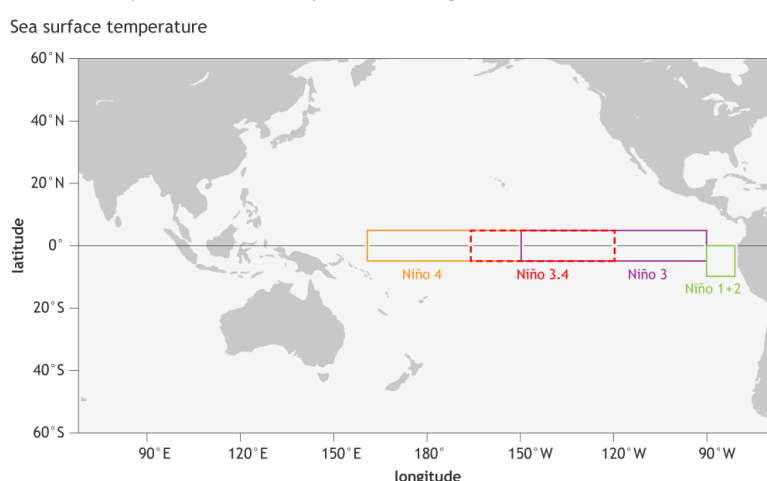 Sea surface temperature
60°N
40°N
20°N
0°
20°S
40°S
60°S
latitude
Niño 4
Niño 3.4
Niño 3
Niño 1+2
90°E
120°E
150°E
180°
150°W
120°W
90°W
longitude